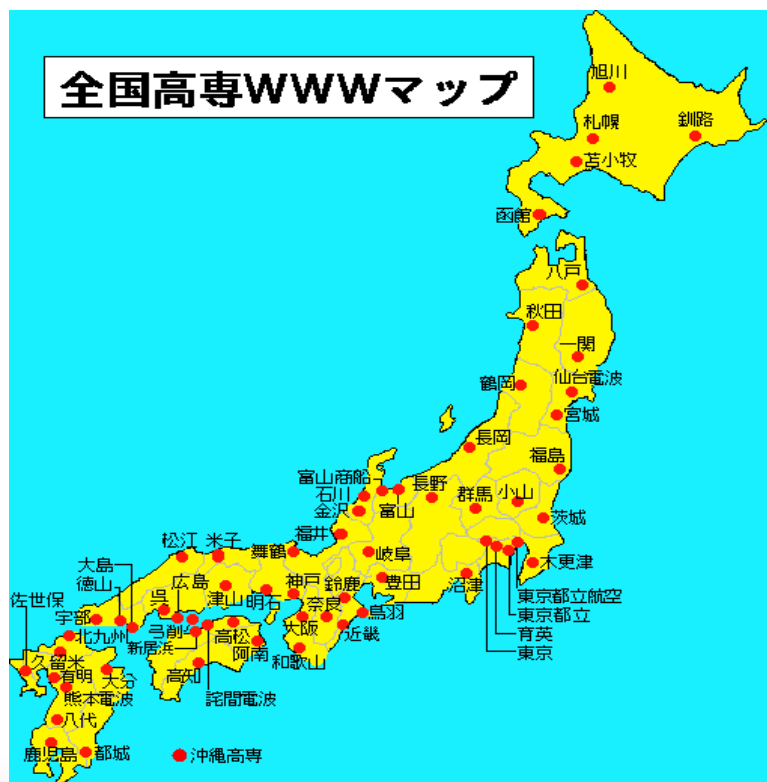 全国高専WWWマップ
旭川
札幌
釧路
苫小牧
函館
八戸
秋田
一関
仙台電波
鶴岡
宮城
長岡
福島
富山商船
石川
金沢
富山
長野
群馬
小山
茨城
福井
岐阜
木更津
豊田
沼津
東京都立航空
東京都立
育英
東京
松江
米子
舞鶴
大島
徳山
広島
呉
津山
神戸
鈴鹿
明石
奈良
鳥羽
佐世保
宇部
北九州
弓削
高松
大阪
近畿
新居浜
阿南
和歌山
久留米
有明
大分
高知
熊本電波
詫間電波
八代
鹿児島
都城
沖縄高専